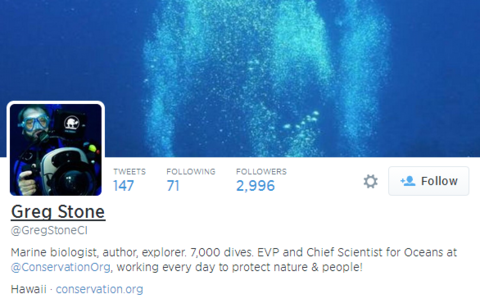 TWEETS FOLLOWING FOLLOWERS
147 71 2,996
Follow
Greg Stone
@GregStoneCI
Marine biologist, author, explorer. 7,000 dives. EVP and Chief Scientist for Oceans at
@ConservationOrg, working every day to protect nature & people!
Hawaii · conservation.org